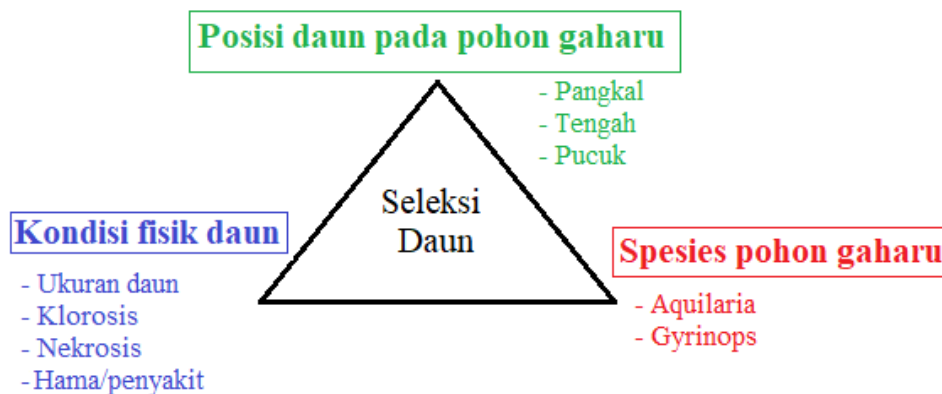 Posisi daun pada pohon gaharu
- Pangkal
- Tengah
- Pucuk
Seleksi
Daun
Kondisi fisik daun
- Ukuran daun
- Klorosis
- Nekrosis
-Hama/penyakit
Spesies pohon gaharu
- Aquilaria
- Gyrinops